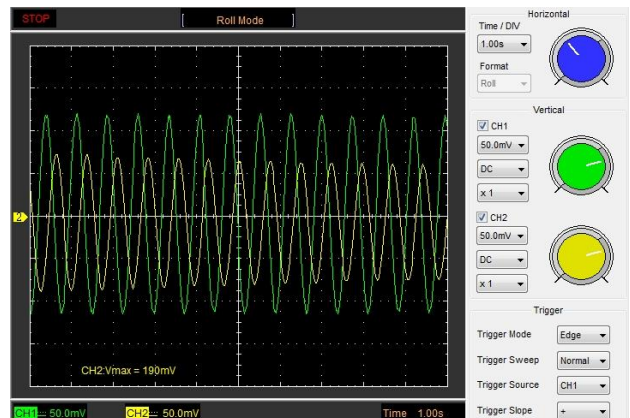 STOP
[ Roll Mode ]
2
CH2:Vmax = 190mV
CH1 50.0mV CH2 50.0mV Time 1.00s
Horizontal
Time / DIV
1.00s
Format
Roll
Vertical
CH1
50.0mV
DC
x 1
CH2
50.0mV
DC
x 1
Trigger
Trigger Mode Edge
Trigger Sweep Normal
Trigger Source CH1
Trigger Slope +